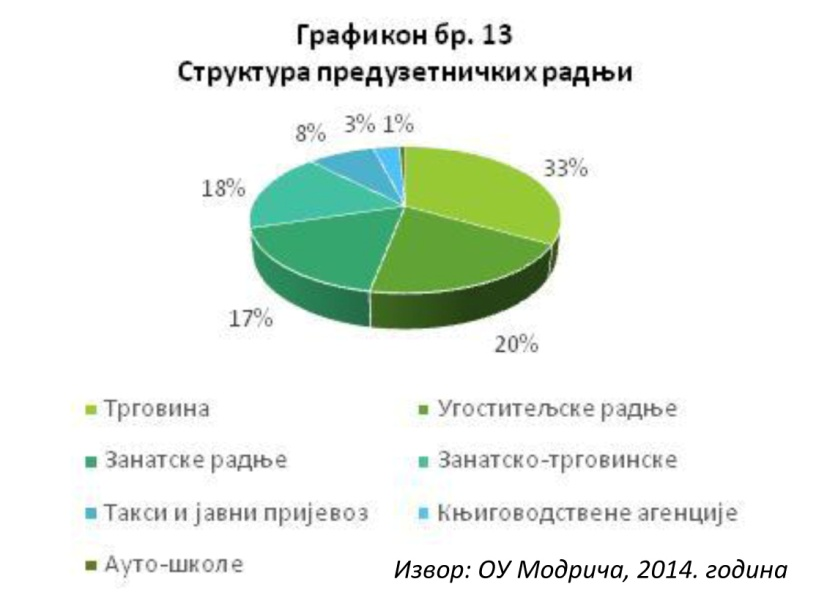 Графикон бр. 13
Структура предузетничких радњи
8% 3% 1%
33%
18%
17%
20%
Трговина
Угоститељске радње
Занатске радње
Занатско-трговинске
Такси и јавни пријевоз
Књиговодствене агенције
Ауто-школе
Извор: ОУ Модрича, 2014. година